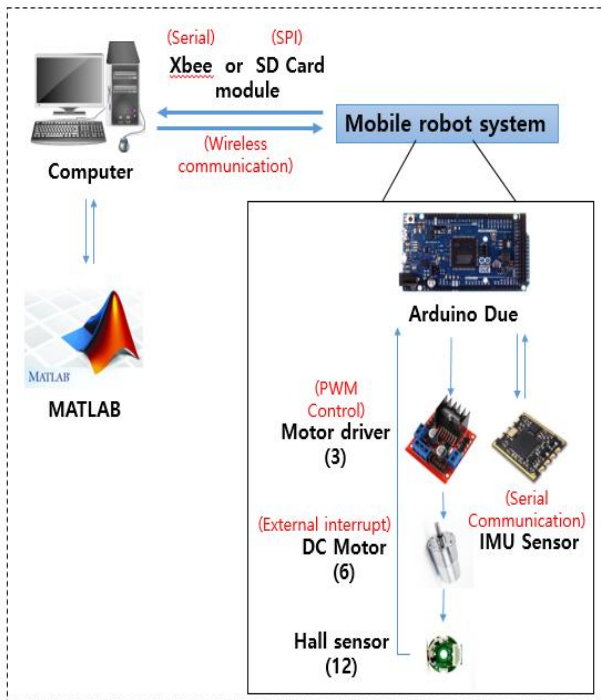 (Serial) (SPI)
Xbee or SD Card
module
(Wireless
communication)
Computer
Mobile robot system
MATLAB
MATLAB
Arduino Due
(PWM
Control)
Motor driver
(3)
(Serial
Communication)
IMU Sensor
(External interrupt)
DC Motor
(6)
Hall sensor
(12)